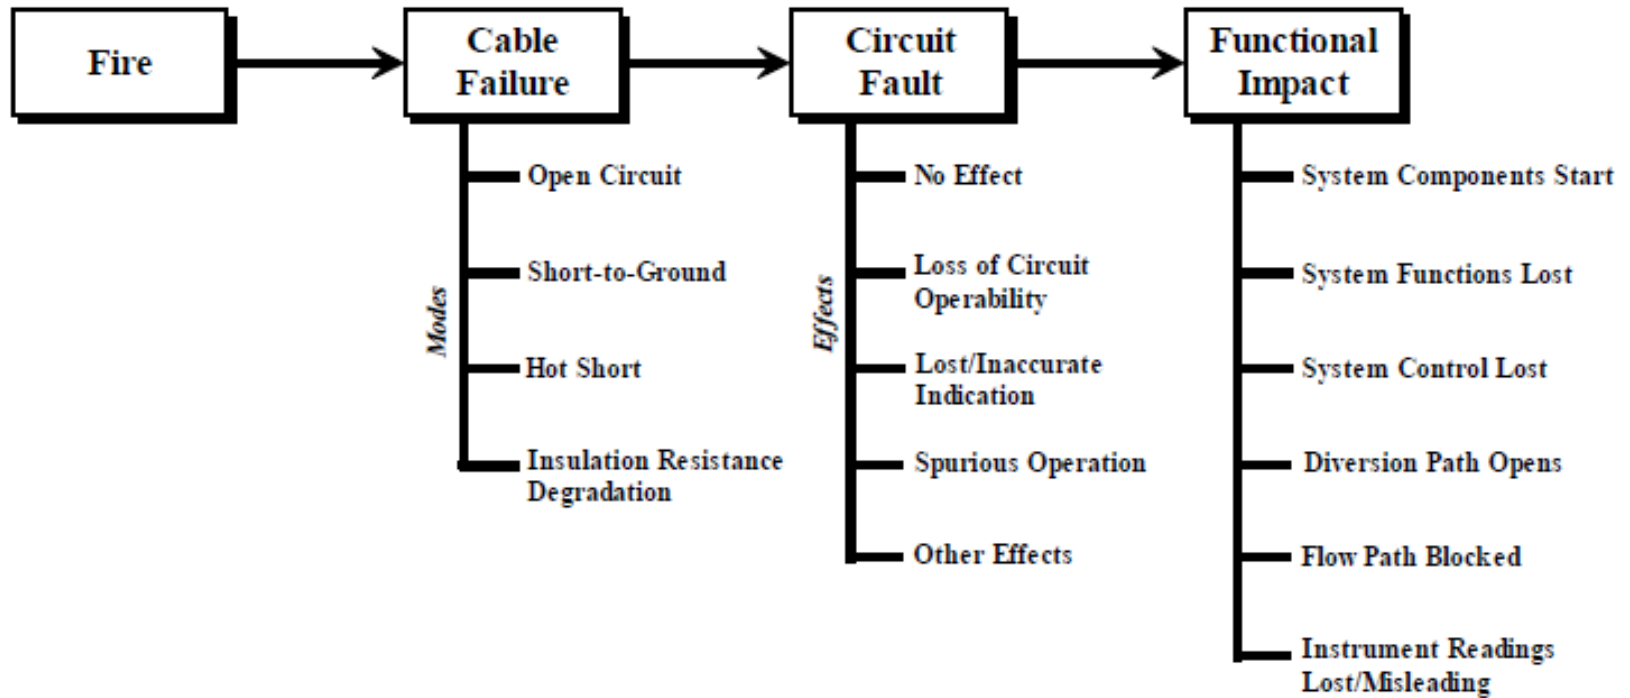 Fire
Cable
Failure
Circuit
Fault
Functional
Impact
Modes
Open Circuit
Short-to-Ground
Hot Short
Insulation Resistance
Degradation
Effects
No Effect
Loss of Circuit
Operability
Lost/Inaccurate
Indication
Spurious Operation
Other Effects
System Components Start
System Functions Lost
System Control Lost
Diversion Path Opens
Flow Path Blocked
Instrument Readings
Lost/Misleading